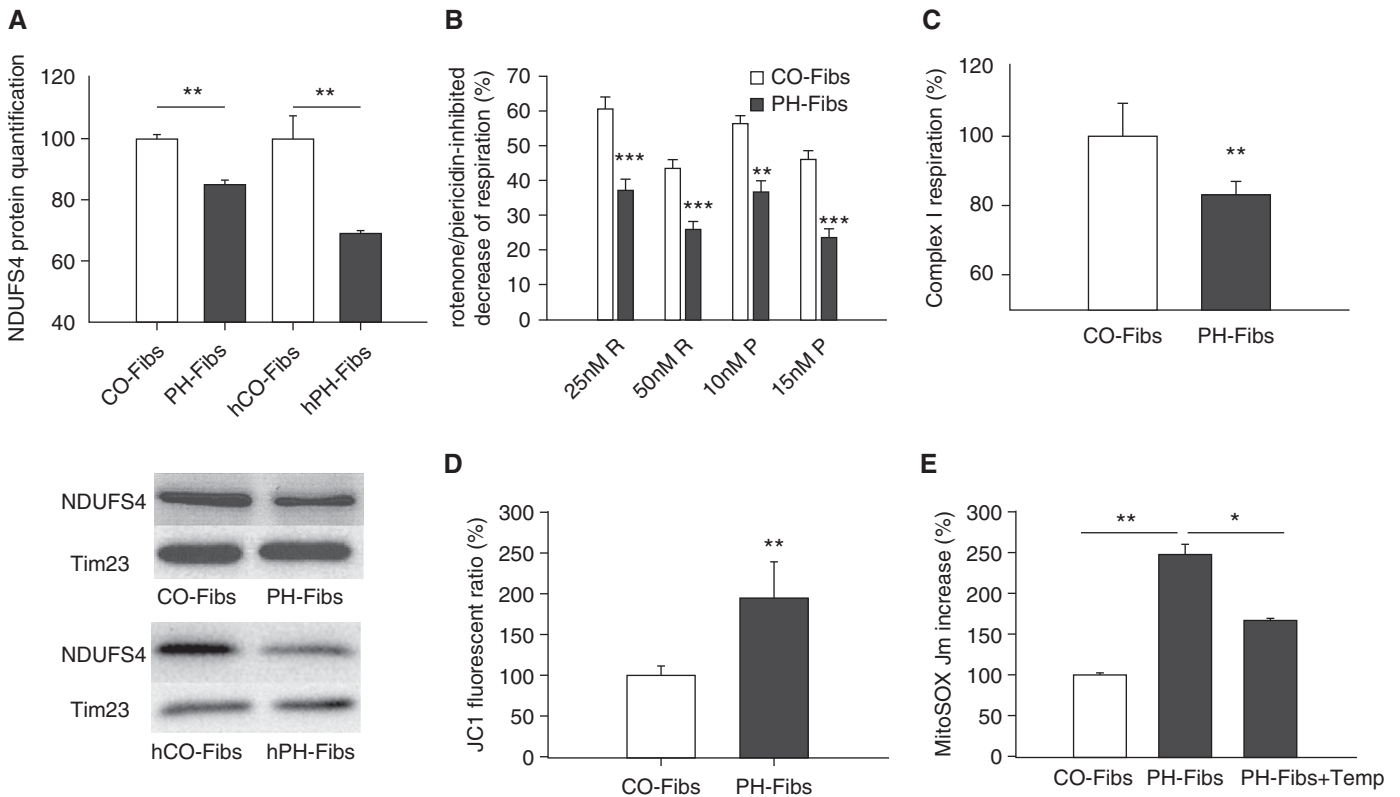 A
NDUFS4 protein quantification
120
100
80
60
40
**
**
CO-Fibs
PH-Fibs
hCO-Fibs
hPH-Fibs
NDUFS4
Tim23
CO-Fibs PH-Fibs
NDUFS4
Tim23
hCO-Fibs hPH-Fibs
B
rotenone/piericidin-inhibited
decrease of respiration (%)
70
60
50
40
30
20
10
0
CO-Fibs
PH-Fibs
***
***
**
***
25nM R
50nM R
10nM P
15nM P
C
Complex I respiration (%)
120
100
80
60
**
CO-Fibs PH-Fibs
D
JC1 fluorescent ratio (%)
300
250
200
150
100
50
0
**
CO-Fibs PH-Fibs
E
MitoSOX Jm increase (%)
300
250
200
150
100
50
0
**
*
CO-Fibs PH-Fibs PH-Fibs+Temp